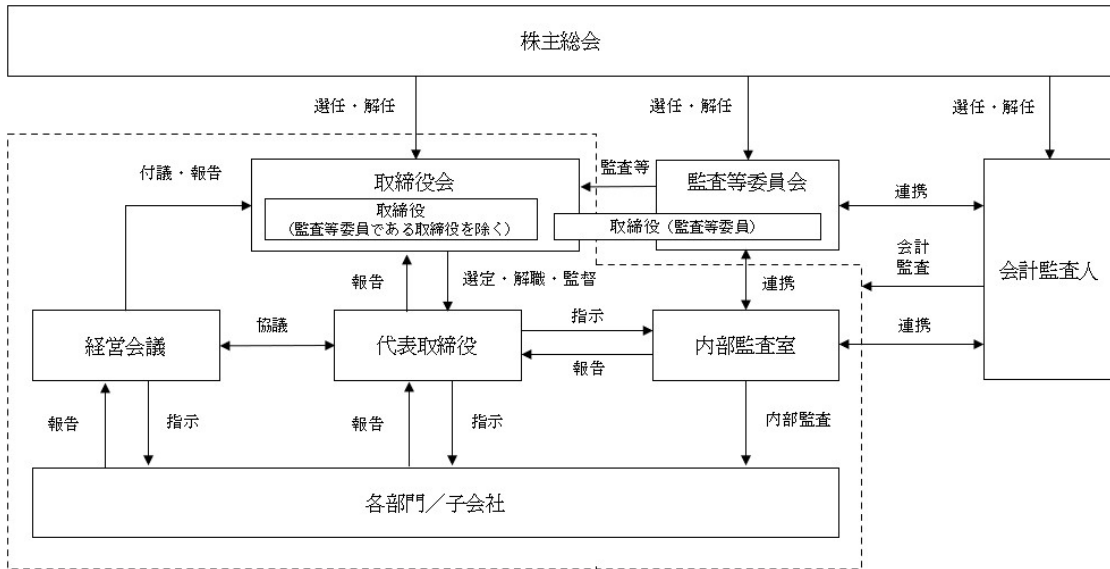 株主総会
選任・解任
選任・解任
選任・解任
付議・報告
取締役会
監査等
監査等委員会
取締役
(監査等委員である取締役を除く)
取締役(監査等委員)
連携
会計
監査
会計監査人
報告
選定・解職・監督
連携
経営会議
協議
代表取締役
指示
報告
内部監査室
連携
報告
指示
報告
指示
内部監査
各部門／子会社